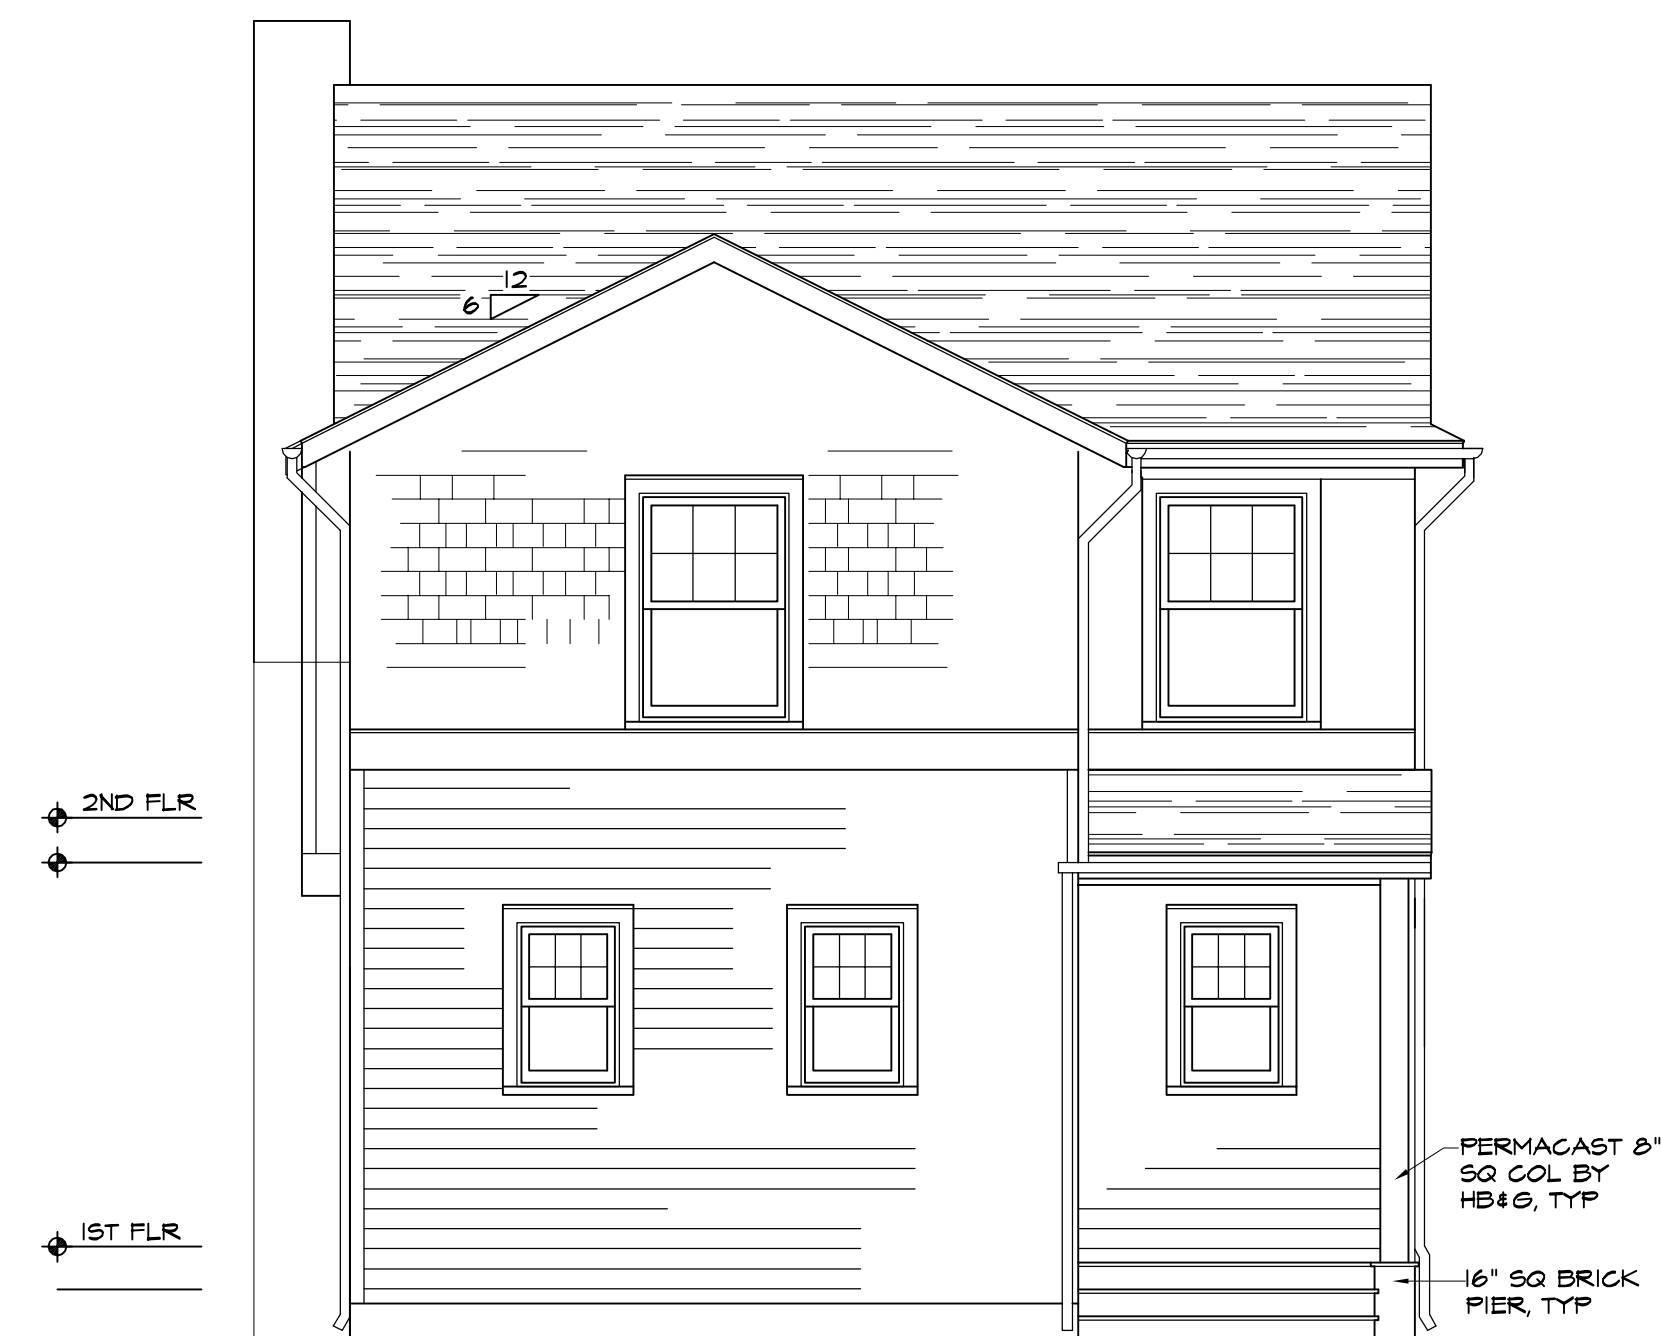 12
6
2ND FLR
PERMACAST 8"
SQ COL BY
HB&G, TYP
1ST FLR
16" SQ BRICK
PIER, TYP